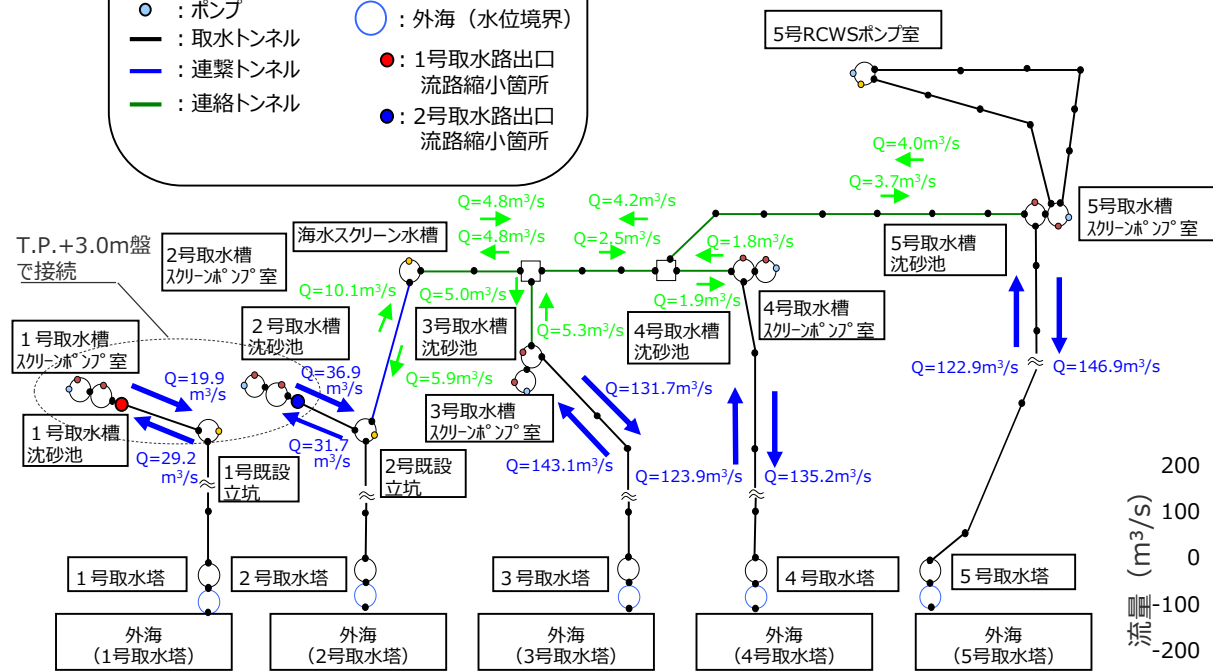 ：ポンプ
：取水トンネル
：連繋トンネル
：連絡トンネル
：外海（水位境界）
：1号取水路出口
流路縮小箇所
：2号取水路出口
流路縮小箇所
5号RCWSポンプ室
Q=4.0m³/s
Q=3.7m³/s
Q=4.8m³/s
Q=4.8m³/s
Q=4.2m³/s
Q=2.5m³/s
Q=1.8m³/s
Q=1.9m³/s
5号取水槽
スクリーンポンプ室
5号取水槽
沈砂池
T.P.+3.0m盤
で接続
2号取水槽
スクリーンポンプ室
海水スクリーン水槽
Q=10.1m³/s
Q=5.0m³/s
Q=5.3m³/s
Q=5.9m³/s
3号取水槽
沈砂池
4号取水槽
沈砂池
4号取水槽
スクリーンポンプ室
1号取水槽
スクリーンポンプ室
２号取水槽
沈砂池
Q=19.9
m³/s
Q=36.9
m³/s
Q=131.7m³/s
Q=122.9m³/s
Q=146.9m³/s
1号取水槽
沈砂池
Q=29.2
m³/s
Q=31.7
m³/s
3号取水槽
スクリーンポンプ室
Q=143.1m³/s
Q=123.9m³/s
Q=135.2m³/s
1号既設
立坑
2号既設
立坑
1号取水塔
２号取水塔
３号取水塔
４号取水塔
５号取水塔
外海
（1号取水塔）
外海
（2号取水塔）
外海
（3号取水塔）
外海
（4号取水塔）
外海
（5号取水塔）
流量（m³/s）
200
100
0
-100
-200